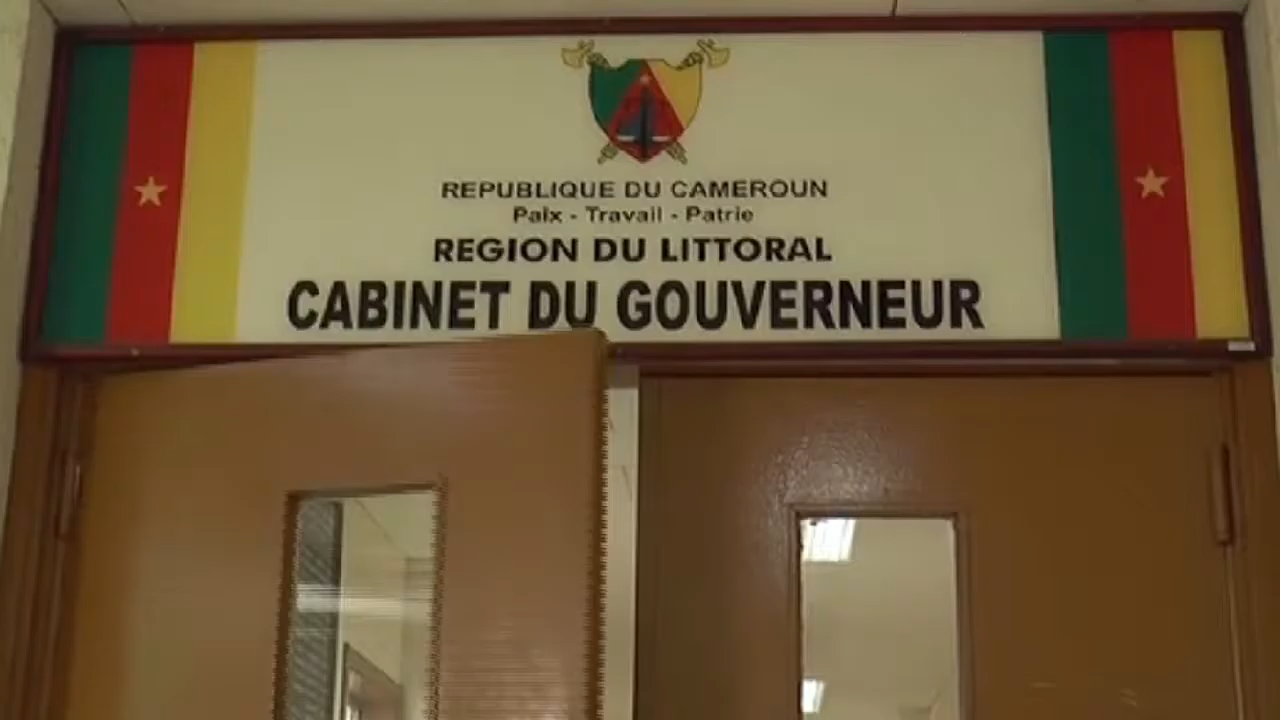 REPUBLIQUE DU CAMEROUN
Paix - Travail - Patrie
REGION DU LITTORAL
CABINET DU GOUVERNEUR